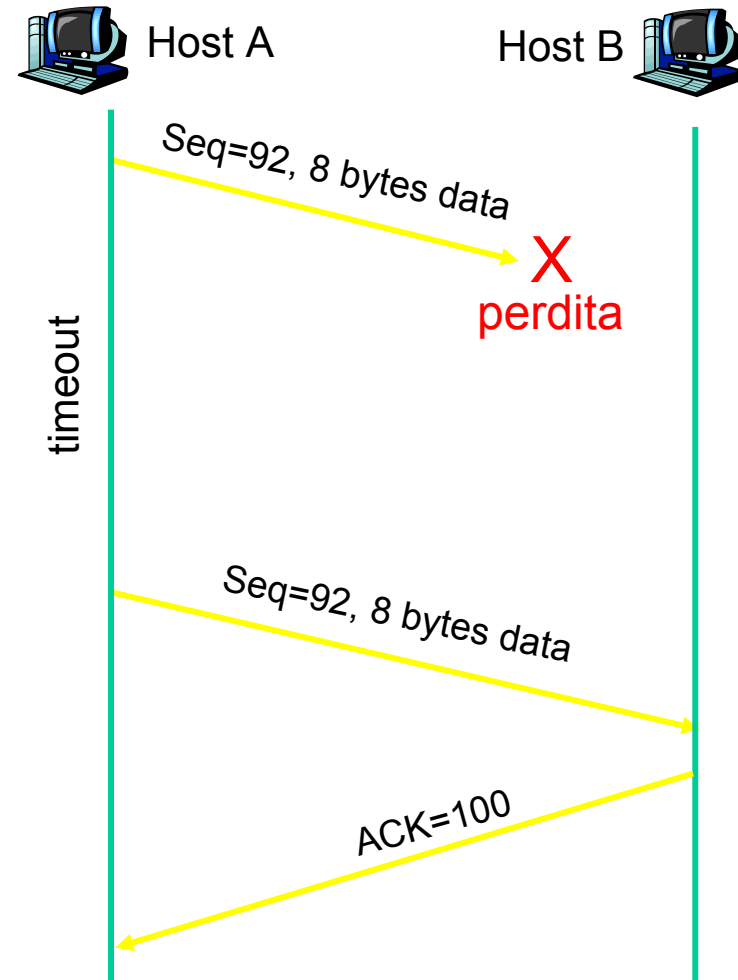 Host A
Host B
Seq=92, 8 bytes data
X
perdita
timeout
Seq=92, 8 bytes data
ACK=100